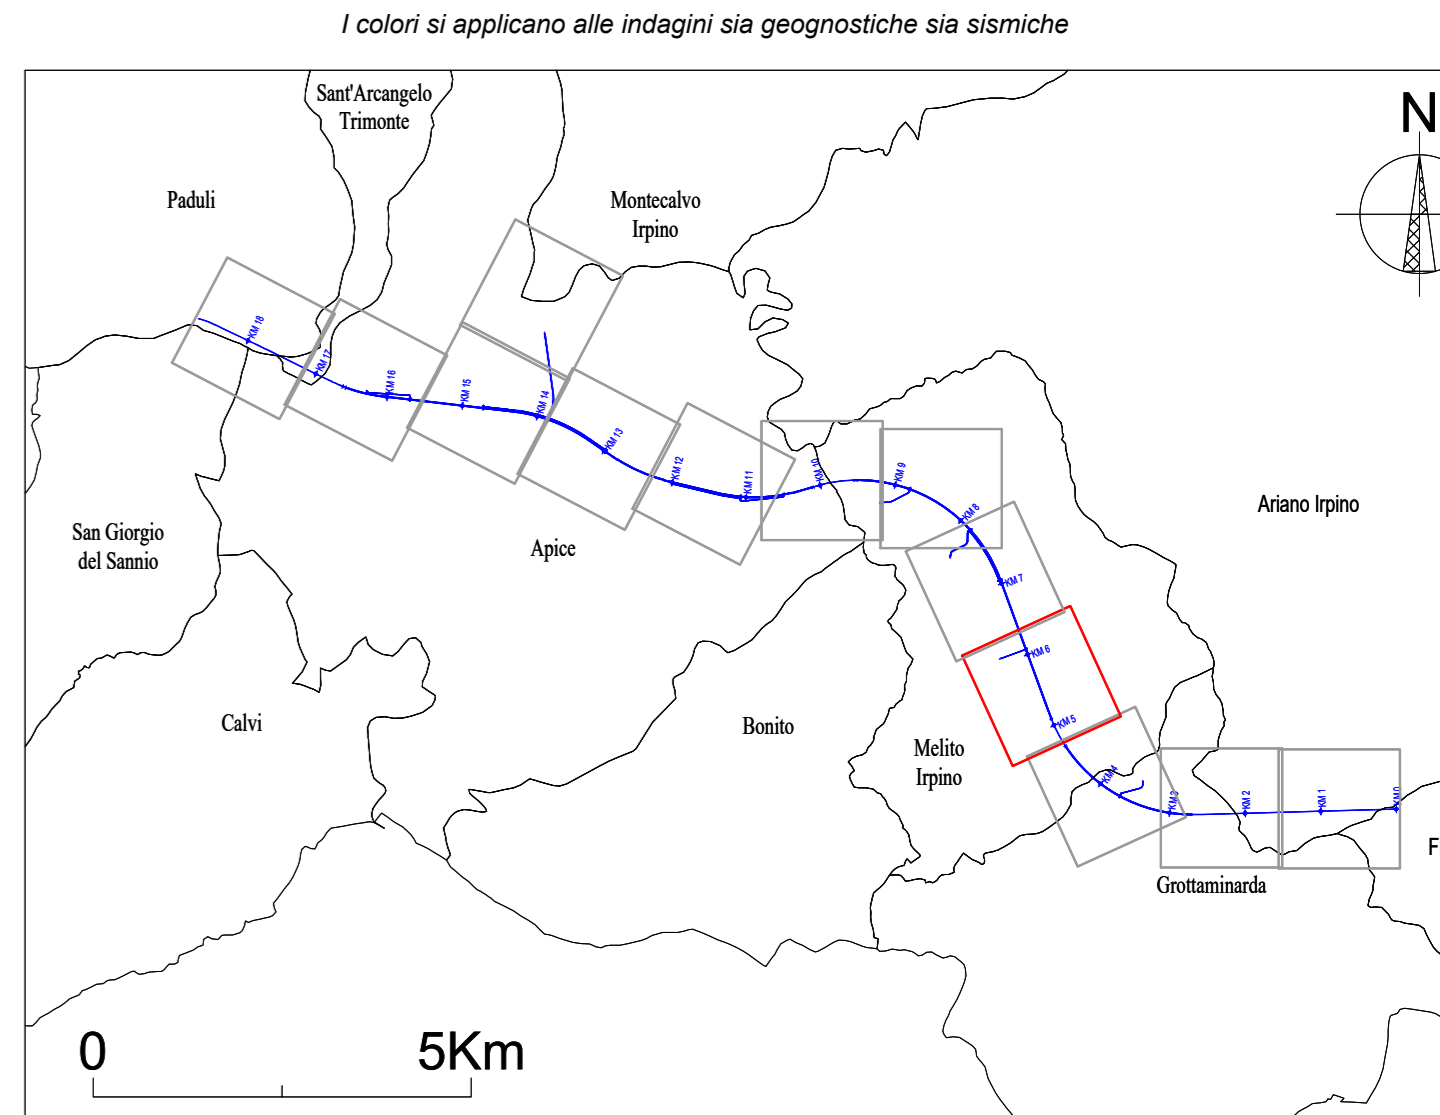 I colori si applicano alle indagini sia geognostiche sia sismiche
Sant'Arcangelo
Trimonte
N
Paduli
Montecalvo
Irpino
KM 18
KM 17
KM 16
KM 15
KM 14
KM 13
KM 12
KM 11
KM 10
KM 9
KM 8
KM 7
KM 6
KM 5
KM 4
KM 3
KM 2
KM 1
KM 0
Ariano Irpino
San Giorgio
del Sannio
Apice
Calvi
Bonito
Melito
Irpino
F
Grottaminarda
0
5Km